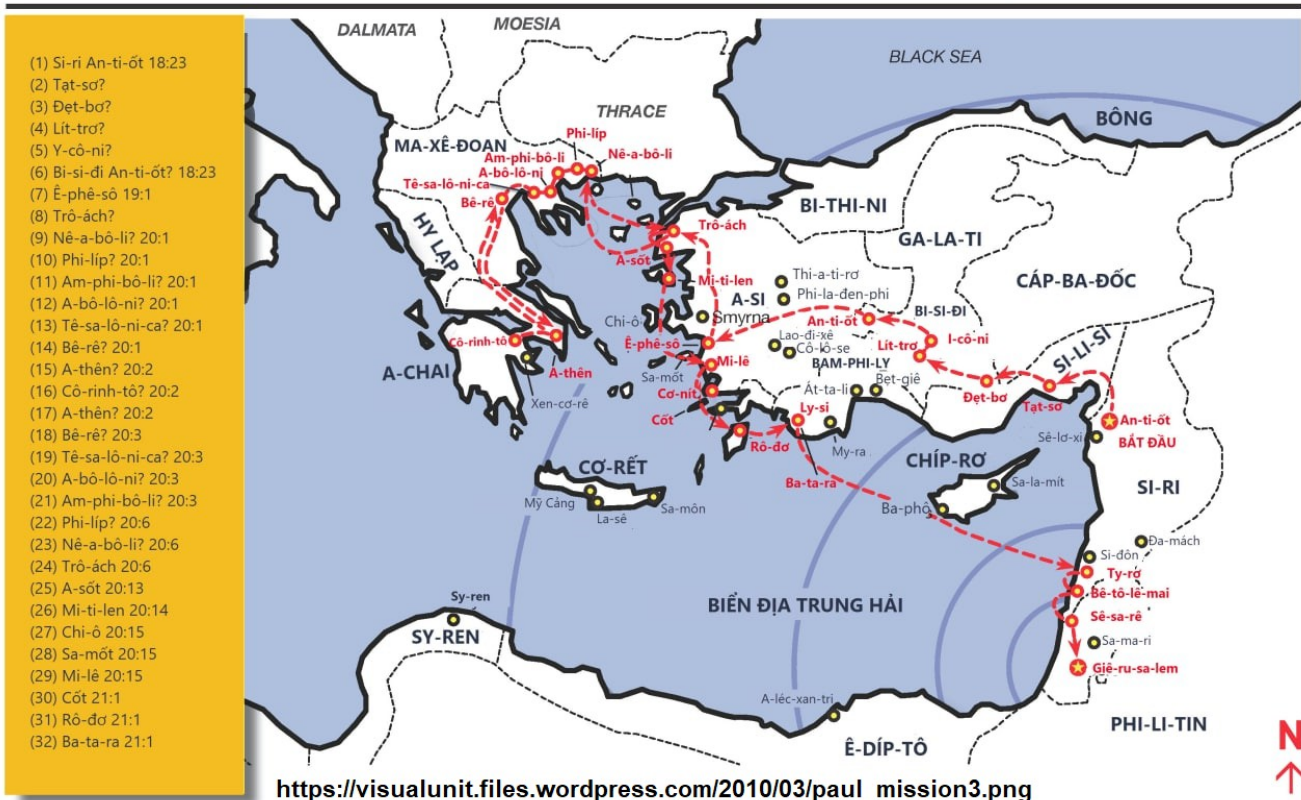 (1) Si-ri An-ti-ốt 18:23
(2) Tạt-sơ?
(3) Đẹt-bơ?
(4) Lít-trơ?
(5) Y-cô-ni?
(6) Bi-si-đi An-ti-ốt? 18:23
(7) Ê-phê-sô 19:1
(8) Trô-ách?
(9) Nê-a-bô-li? 20:1
(10) Phi-líp? 20:1
(11) Am-phi-bô-li? 20:1
(12) A-bô-lô-ni? 20:1
(13) Tê-sa-lô-ni-ca? 20:1
(14) Bê-rê? 20:1
(15) A-thên? 20:2
(16) Cô-rinh-tô? 20:2
(17) A-thên? 20:2
(18) Bê-rê? 20:3
(19) Tê-sa-lô-ni-ca? 20:3
(20) A-bô-lô-ni? 20:3
(21) Am-phi-bô-li? 20:3
(22) Phi-líp? 20:6
(23) Nê-a-bô-li? 20:6
(24) Trô-ách 20:6
(25) A-sốt 20:13
(26) Mi-ti-len 20:14
(27) Chi-ô 20:15
(28) Sa-mốt 20:15
(29) Mi-lê 20:15
(30) Cốt 21:1
(31) Rô-đơ 21:1
(32) Ba-ta-ra 21:1
DALMATA
MOESIA
BLACK SEA
THRACE
BÔNG
Phi-líp
MA-XÊ-ĐOAN
Am-phi-bô-li
Nê-a-bô-li
A-bô-lô-ni
Tê-sa-lô-ni-ca
Bê-rê
BI-THI-NI
Trô-ách
HY LẠP
GA-LA-TI
A-sốt
CÁP-BA-ĐỐC
Mi-ti-len
Thi-a-ti-rơ
A-SI
Phi-la-đen-phi
BI-SI-ĐI
Chi-ô
Smyrna
An-ti-ốt
I-cô-ni
Cô-rinh-tô
Ê-phê-sô
Lao-đi-xê
Lít-trơ
Cô-lô-se
SI-LI-SI
A-CHAI
A-thên
Sa-mốt
Mi-lê
BAM-PHI-LY
Xen-cơ-rê
Cơ-nít
Át-ta-li
Bẹt-giê
Đẹt-bơ
Tạt-sơ
Cốt
Ly-si
An-ti-ốt
Sê-lơ-xi
BẮT ĐẦU
Rô-đơ
My-ra
CƠ-RẾT
CHÍP-RƠ
Ba-ta-ra
Sa-la-mít
SI-RI
Mỹ Cảng
La-sê
Sa-môn
Ba-phô
Đa-mách
Si-đôn
Ty-rơ
Bê-tô-lê-mai
BIỂN ĐỊA TRUNG HẢI
Sy-ren
Sê-sa-rê
SY-REN
Sa-ma-ri
Giê-ru-sa-lem
A-léc-xan-tri
PHI-LI-TIN
Ê-DÍP-TÔ
N
https://visualunit.files.wordpress.com/2010/03/paul_mission3.png